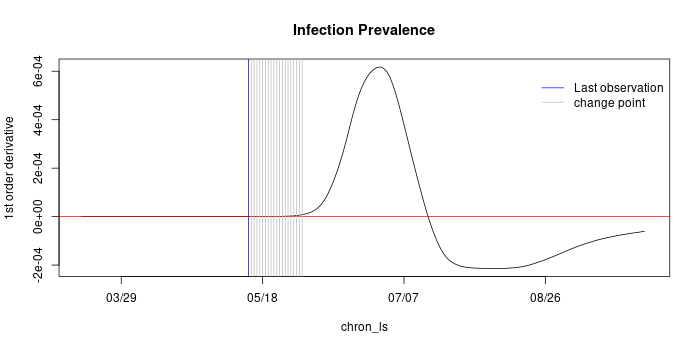 Infection Prevalence
1st order derivative
6e-04
4e-04
2e-04
0e+00
-2e-04
Last observation
change point
03/29 05/18 07/07 08/26
chron_ls